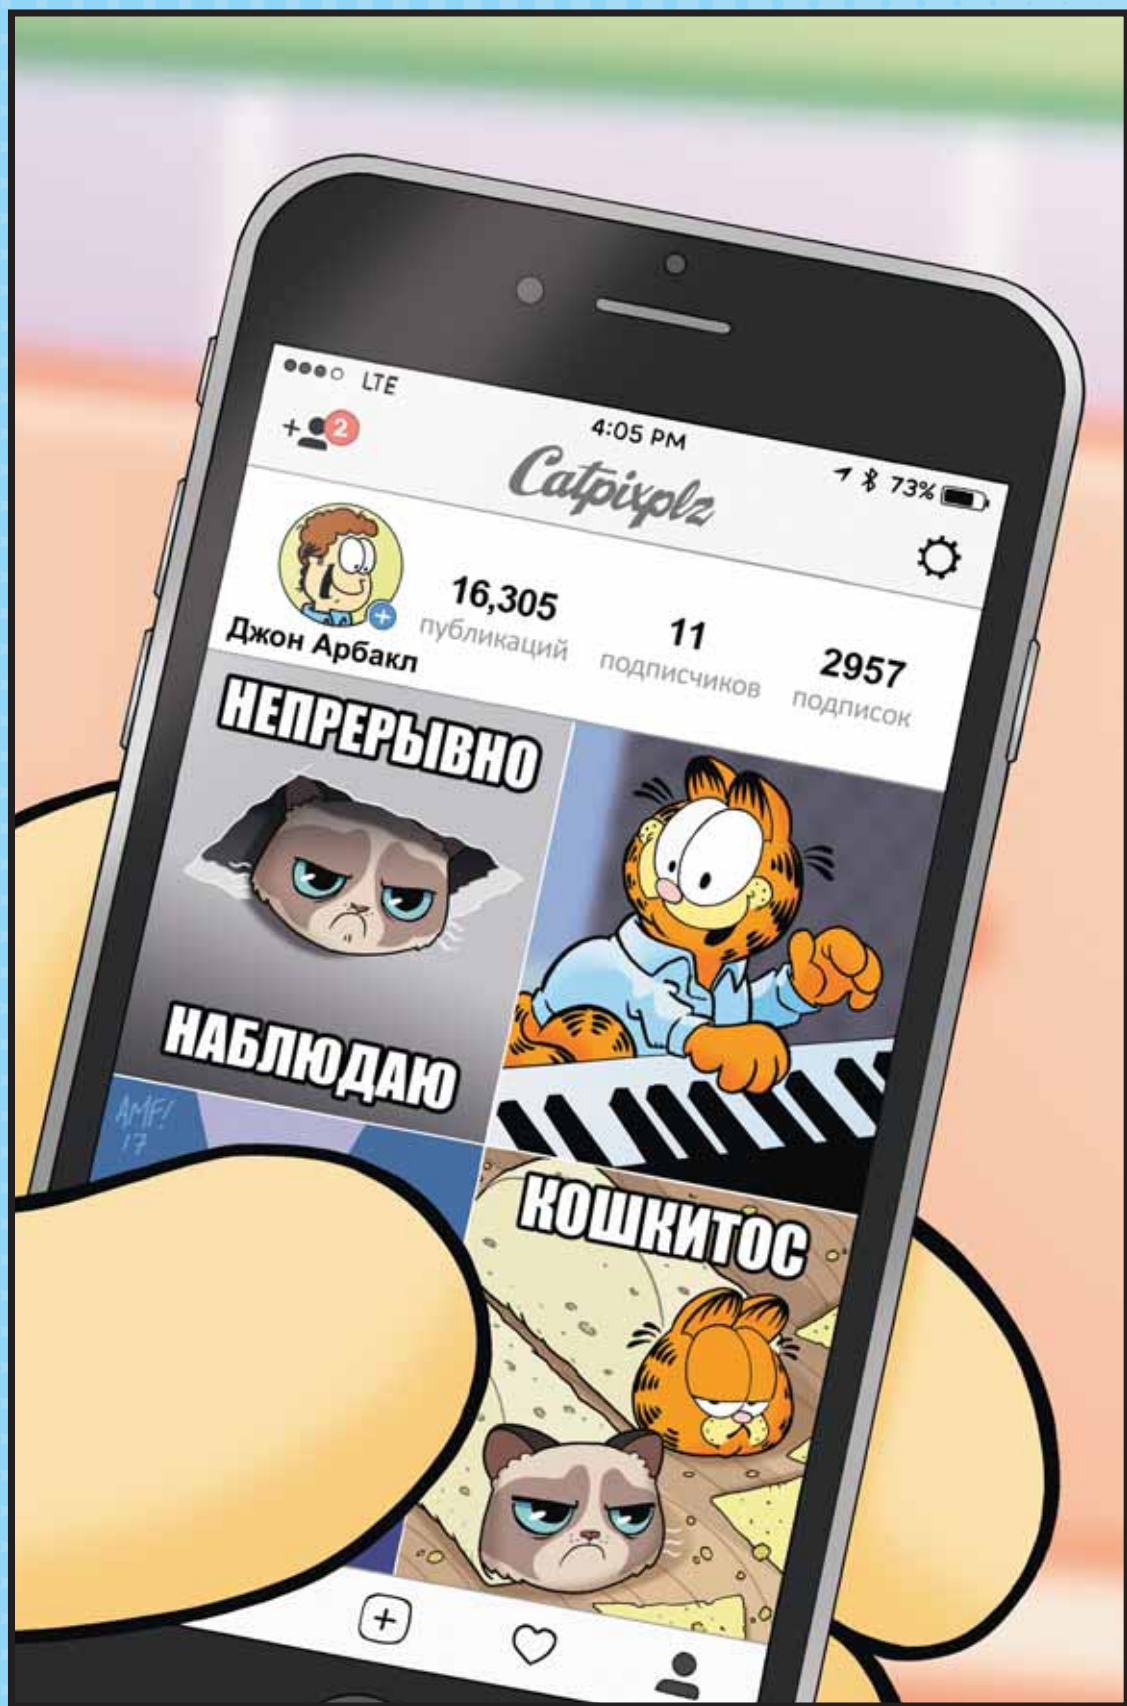 LTE
4:05 PM
73%
2
Catpixplz
16,305
публикаций
11
подписчиков
2957
подписок
Джон Арбакл
НЕПРЕРЫВНО
НАБЛЮДАЮ
AMF!
17
КОШКИТОС